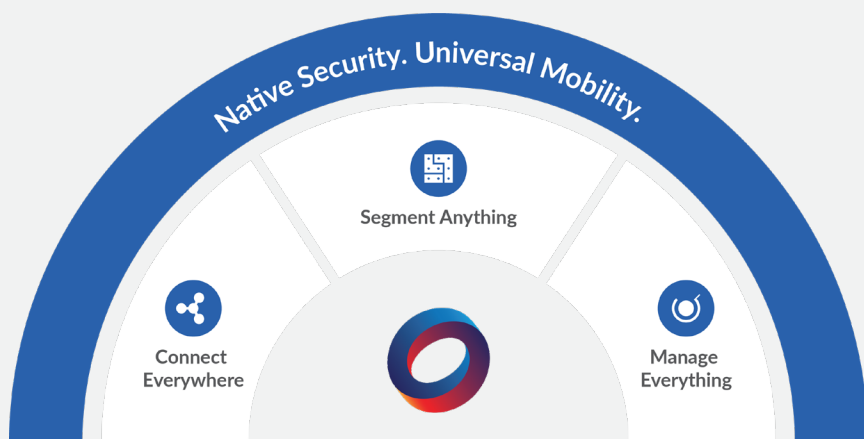 Native Security. Universal Mobility.
Segment Anything
Connect
Everywhere
Manage
Everything